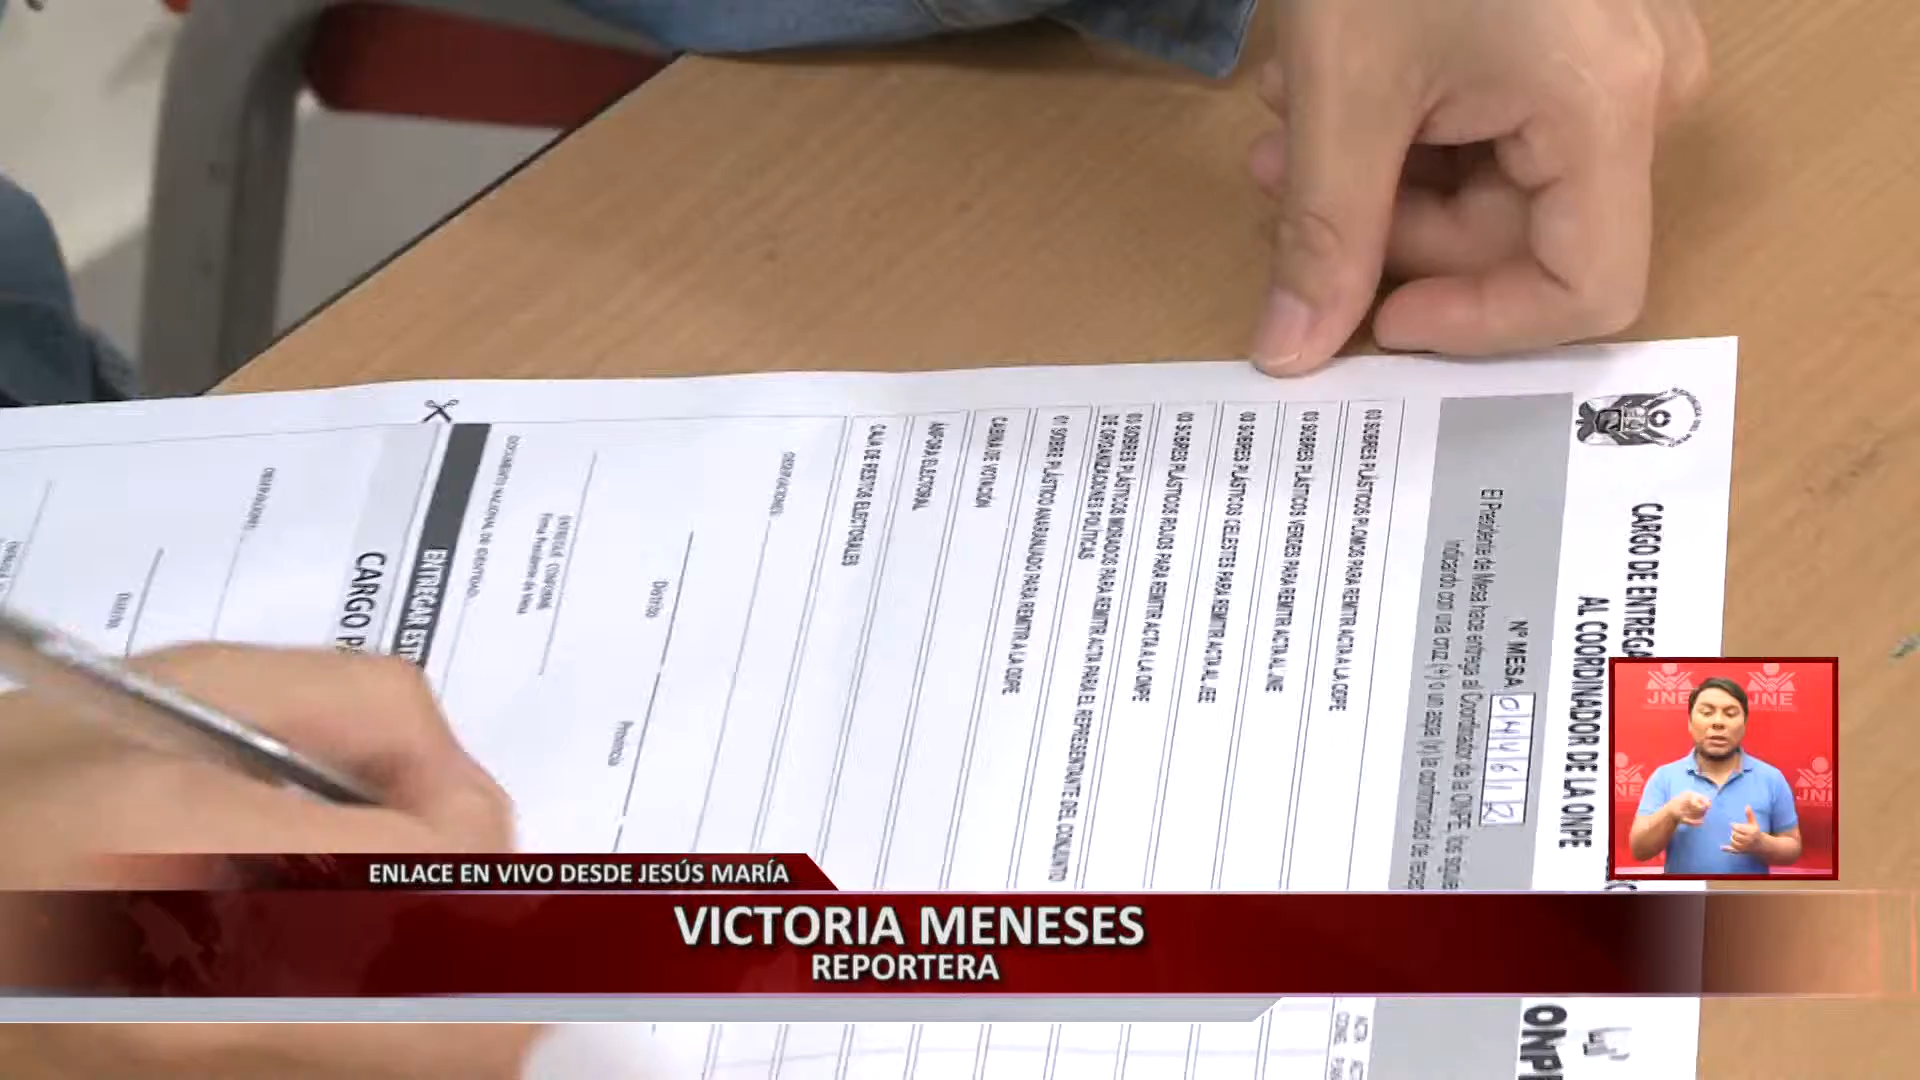 CARGO DE ENTREGA
AL COORDINADOR DE LA ONPE
Nº MESA
El Presidente de Mesa hace entrega al Coordinador de la ONPE, los
indicando con una cruz (+) o un aspa (x) la conformidad de
03 SOBRES PLÁSTICOS PLOMOS PARA REMITIR ACTA A LA ODPE
03 SOBRES PLÁSTICOS VERDES PARA REMITIR ACTA AL JNE
03 SOBRES PLÁSTICOS CELESTES PARA REMITIR ACTA AL JEE
03 SOBRES PLÁSTICOS ROJOS PARA REMITIR ACTA A LA ONPE
03 SOBRES PLÁSTICOS MORADOS PARA REMITIR ACTA PARA EL REPRESENTANTE DEL CONJUNTO
DE ORGANIZACIONES POLÍTICAS
01 SOBRE PLÁSTICO ANARANJADO PARA REMITIR A LA ODPE
CABINA DE VOTACIÓN
ÁNFORA ELECTORAL
CAJA DE RESTOS ELECTORALES
OBSERVACIONES:
Distrito
Provincia
ENTREGUÉ CONFORME
Firma Presidente de Mesa
DOCUMENTO NACIONAL DE IDENTIDAD
ENTREGAR
CARGO
OBSERVACIONES:
Distrito
JNE
JNE
ENLACE EN VIVO DESDE JESÚS MARÍA
VICTORIA MENESES
REPORTERA